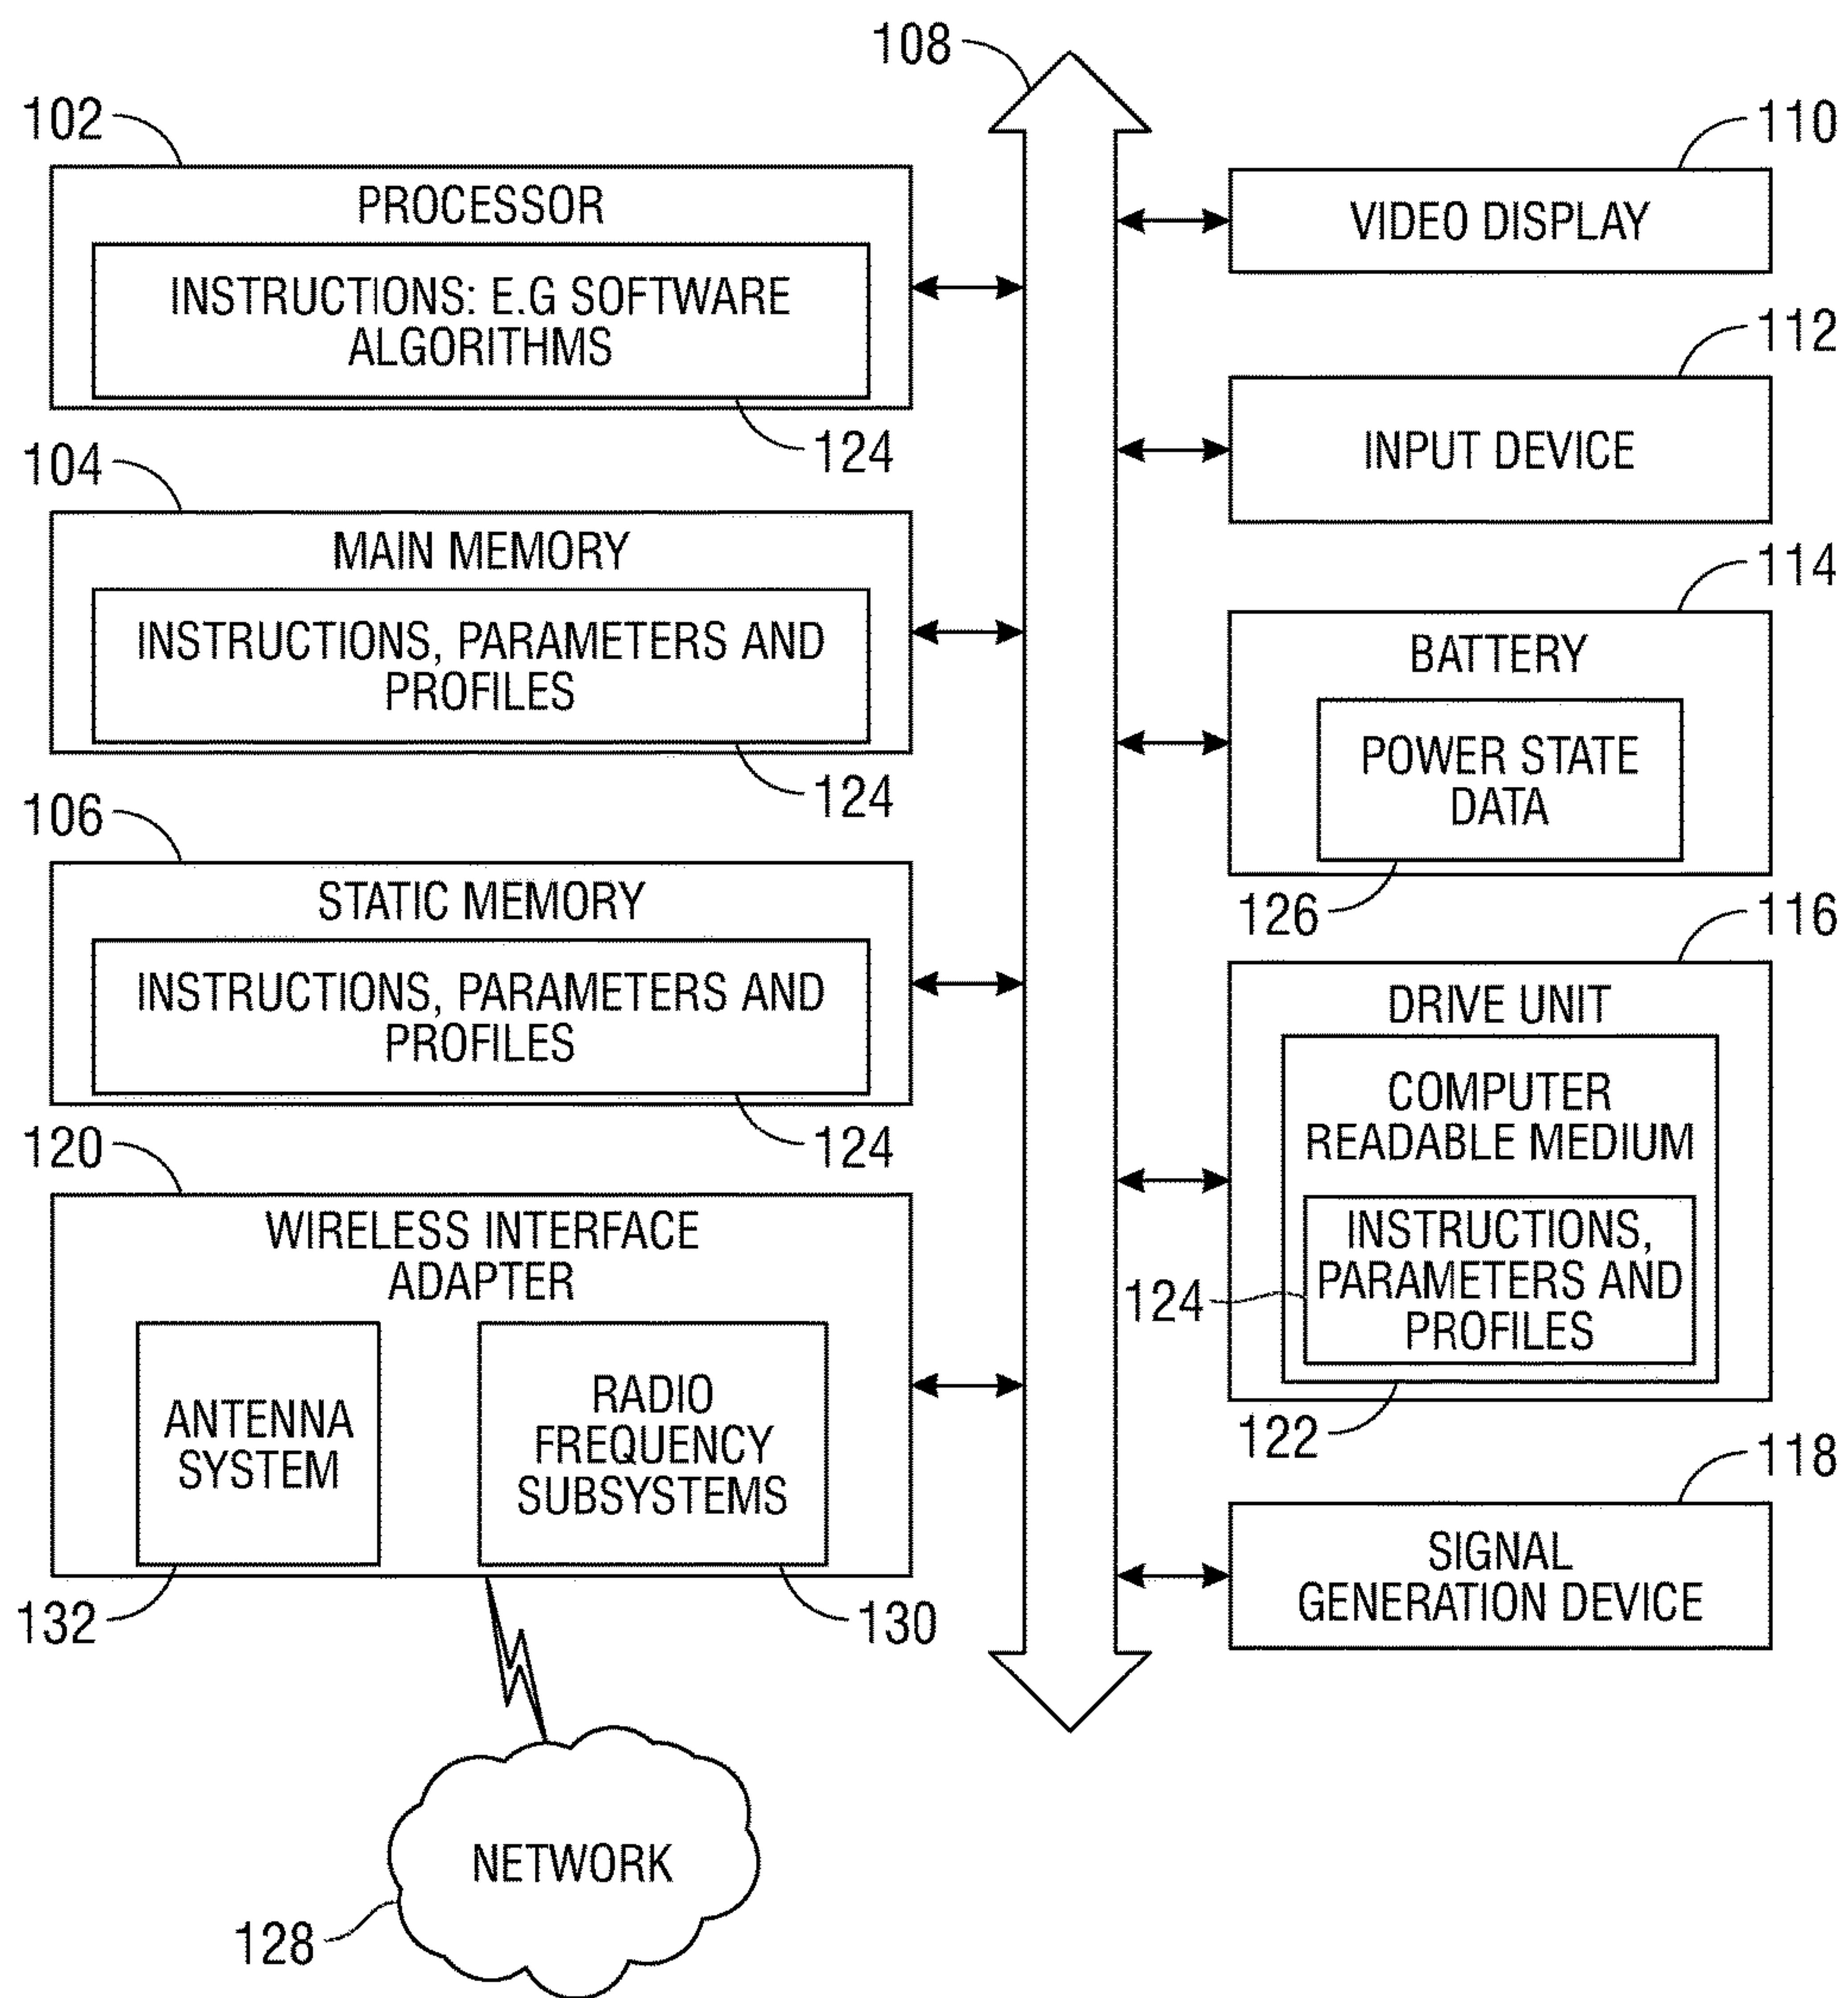 108
102
PROCESSOR
INSTRUCTIONS: E.G SOFTWARE
ALGORITHMS
124
104
MAIN MEMORY
INSTRUCTIONS, PARAMETERS AND
PROFILES
124
106
STATIC MEMORY
INSTRUCTIONS, PARAMETERS AND
PROFILES
124
120
WIRELESS INTERFACE
ADAPTER
ANTENNA
SYSTEM
RADIO
FREQUENCY
SUBSYSTEMS
132
130
NETWORK
128
110
VIDEO DISPLAY
112
INPUT DEVICE
114
BATTERY
POWER STATE
DATA
126
116
DRIVE UNIT
COMPUTER
READABLE MEDIUM
INSTRUCTIONS,
PARAMETERS AND
PROFILES
124
122
118
SIGNAL
GENERATION DEVICE